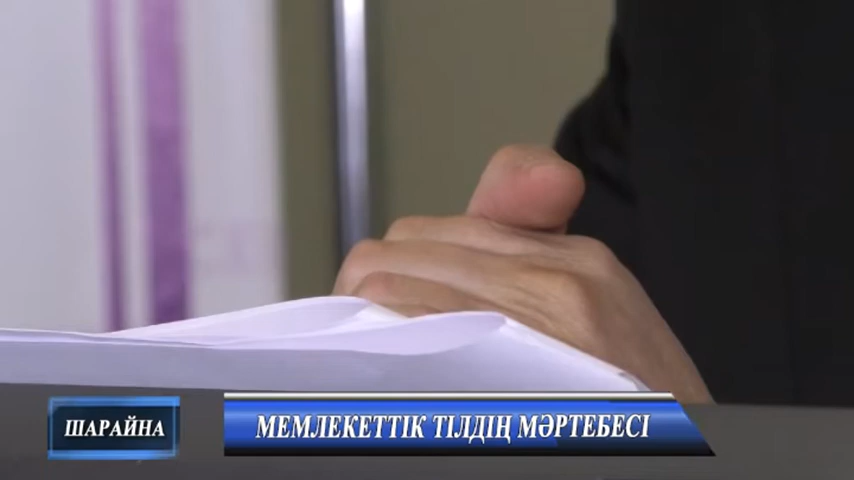 ШАРАЙНА
МЕМЛЕКЕТТІК ТІЛДІҢ МӘРТЕБЕСІ